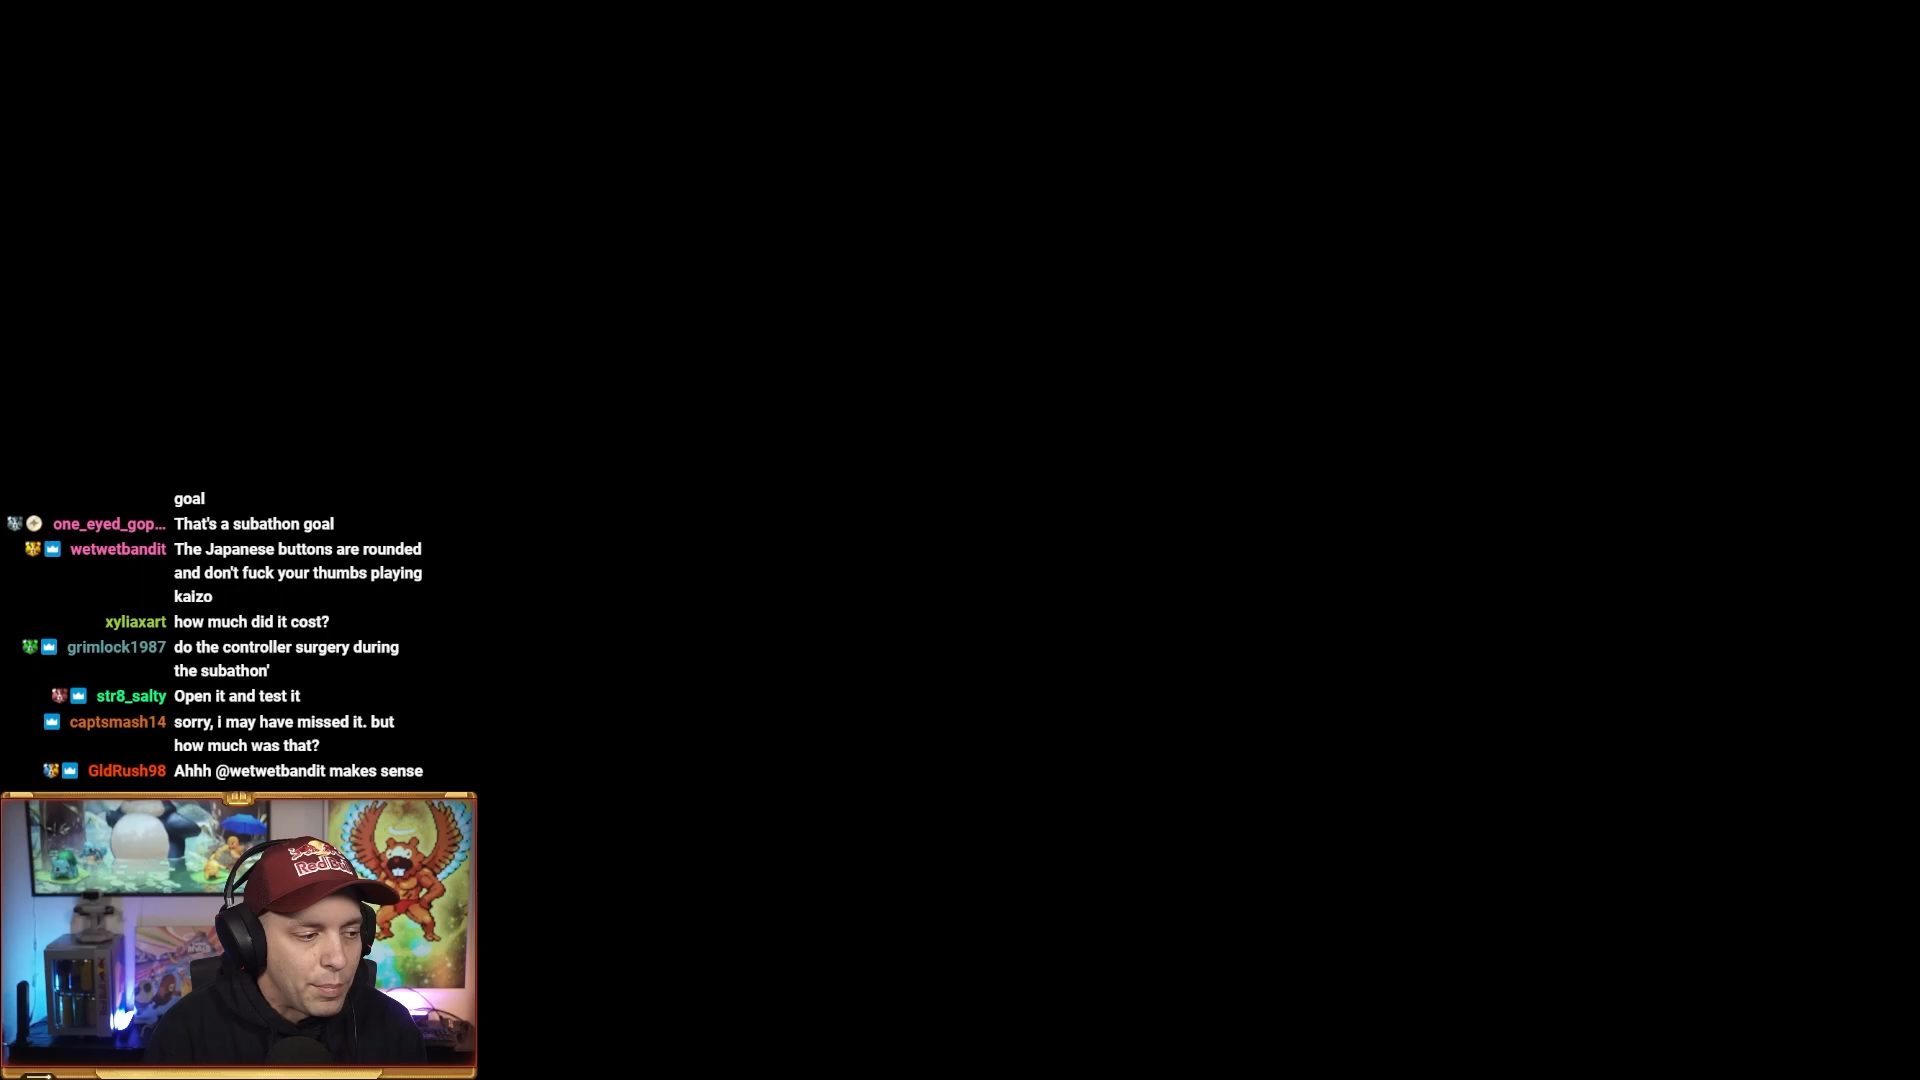 goal
one_eyed_gop... That's a subathon goal
wetwetbandit The Japanese buttons are rounded
and don't fuck your thumbs playing
kaizo
xyliaxart how much did it cost?
grimlock1987 do the controller surgery during
the subathon'
str8_salty Open it and test it
captsmash14 sorry, i may have missed it. but
how much was that?
GldRush98 Ahhh @wetwetbandit makes sense
Red Bull